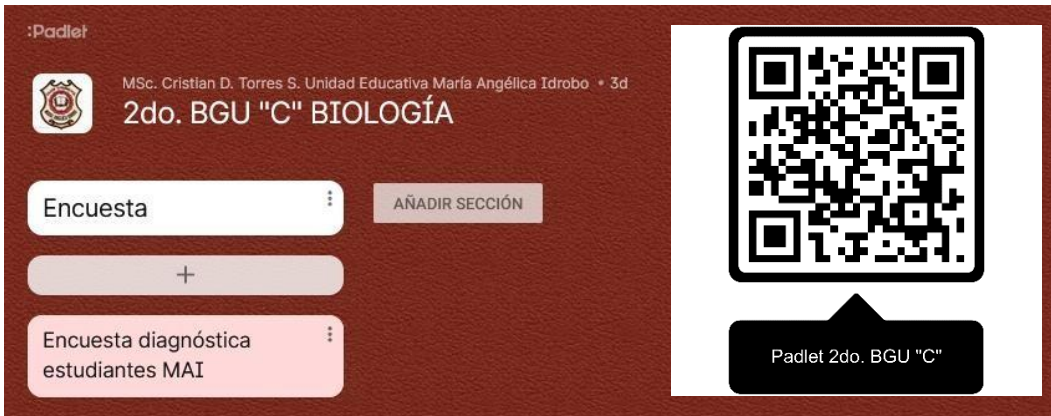 :Padlet
MSc. Cristian D. Torres S. Unidad Educativa María Angélica Idrobo • 3d
2do. BGU "C" BIOLOGÍA
Encuesta
AÑADIR SECCIÓN
+
Encuesta diagnóstica
estudiantes MAI
Padlet 2do. BGU "C"